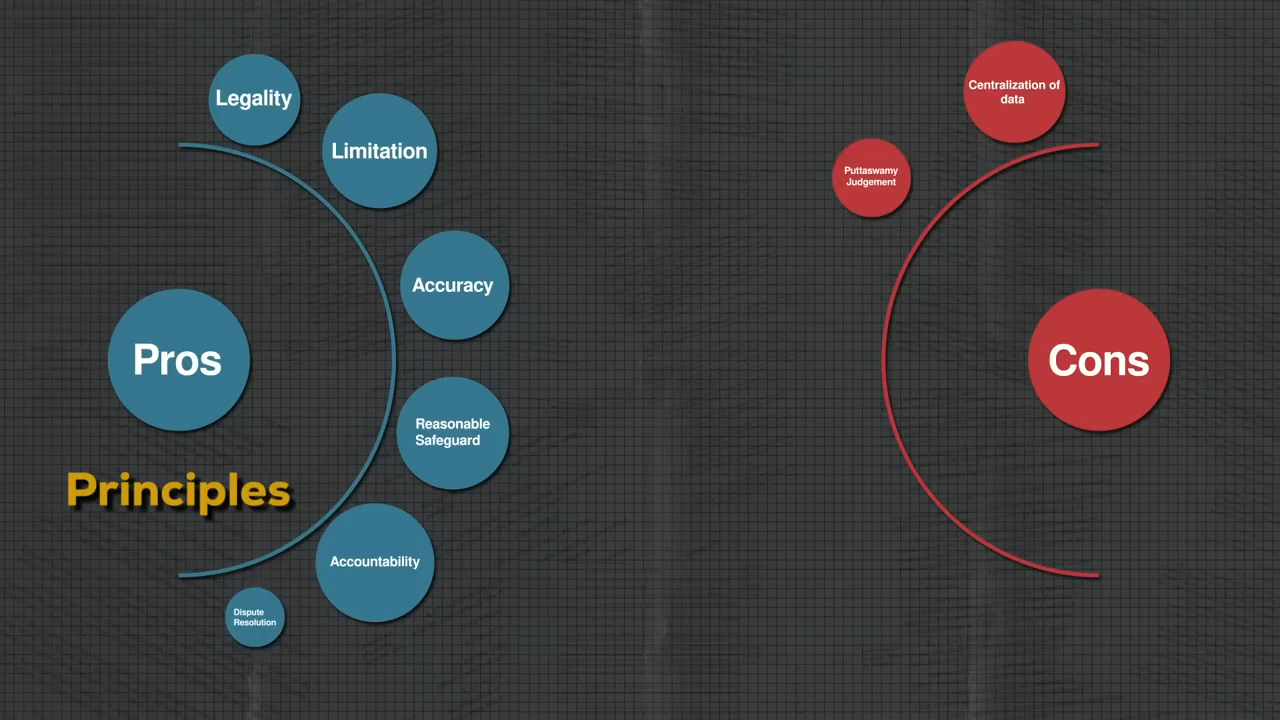 Legality
Limitation
Accuracy
Pros
Reasonable
Safeguard
Principles
Accountability
Dispute
Resolution
Centralization of
data
Puttaswamy
Judgement
Cons